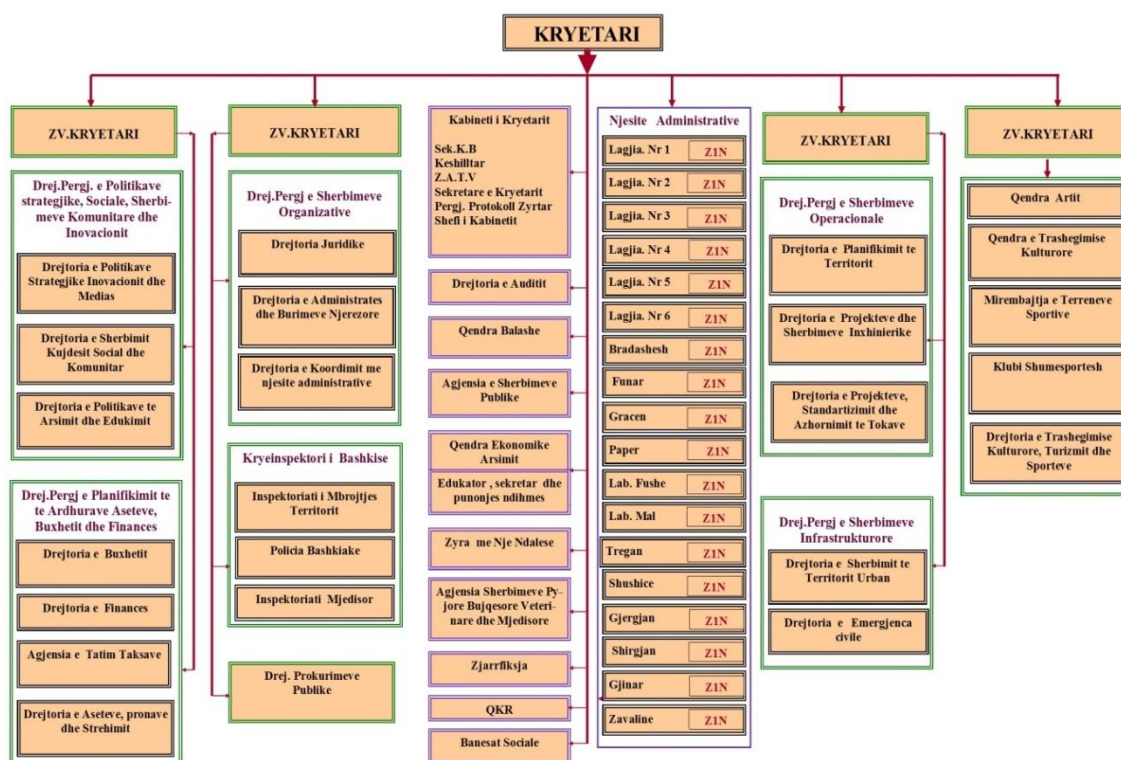 KRYETARI
ZV.KRYETARI
Drej.Pergj. e Politikave
strategjike, Sociale, Sherbi-
meve Komunitare dhe
Inovacionit
Drejtoria e Politikave
Strategjike Inovacionit dhe
Medias
Drejtoria e Sherbimit
Kujdesit Social dhe
Komunitar
Drejtoria e Politikave te
Arsimit dhe Edukimit
Drej.Pergj e Planifikimit te
te Ardhurave Aseteve,
Buxhetit dhe Finances
Drejtoria e Buxhetit
Drejtoria e Finances
Agjensia e Tatim Taksave
Drejtoria e Aseteve, pronave
dhe Strehimit
ZV.KRYETARI
Drej.Pergj e Sherbimeve
Organizative
Drejtoria Juridike
Drejtoria e Administrates
dhe Burimeve Njerezore
Drejtoria e Koordimit me
njesite administrative
Kryeinspektori i Bashkise
Inspektoriati i Mbrojtjes
Territorit
Policia Bashkiake
Inspektoriati Mjedisor
Drej. Prokurimeve
Publike
Kabineti i Kryetarit
Sek.K.B
Keshilltar
Z.A.T.V
Sekretare e Kryetarit
Pergj. Protokoll Zyrtar
Shefi i Kabinetit
Drejtoria e Auditit
Qendra Balashe
Agjensia e Sherbimeve
Publike
Qendra Ekonomike
Arsimit
Edukator , sekretar dhe
punonjes ndihmes
Zyra me Nje Ndalese
Agjensia Sherbimeve Py-
jore Bujqesore Veteri-
nare dhe Mjedisore
Zjarrfiksja
QKR
Banesat Sociale
Njesite Administrative
Lagjia. Nr 1 Z1N
Lagjia. Nr 2 Z1N
Lagjia. Nr 3 Z1N
Lagjia. Nr 4 Z1N
Lagjia. Nr 5 Z1N
Lagjia. Nr 6 Z1N
Bradashesh Z1N
Funar Z1N
Gracen Z1N
Paper Z1N
Lab. Fushe Z1N
Lab. Mal Z1N
Tregan Z1N
Shushice Z1N
Gjergjan Z1N
Shirgjan Z1N
Gjinar Z1N
Zavaline Z1N
ZV.KRYETARI
Drej.Pergj e Sherbimeve
Operacionale
Drejtoria e Planifikimit te
Territorit
Drejtoria e Projekteve dhe
Sherbimeve Inxhinierike
Drejtoria e Projekteve,
Standartizimit dhe
Azhornimit te Tokave
Drej.Pergj e Sherbimeve
Infrastrukturore
Drejtoria e Sherbimit te
Territorit Urban
Drejtoria e Emergjenca
civile
ZV.KRYETARI
Qendra Artit
Qendra e Trashegimise
Kulturore
Mirembajtja e Terreneve
Sportive
Klubi Shumesportesh
Drejtoria e Trashegimise
Kulturore, Turizmit dhe
Sporteve